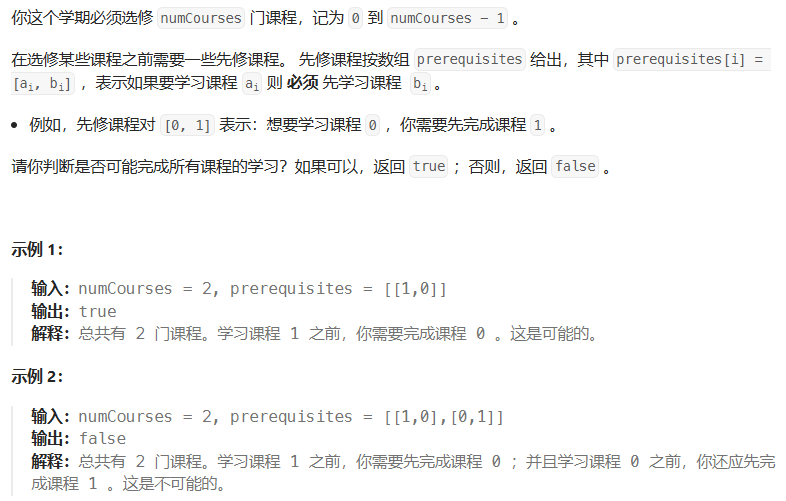 你这个学期必须选修 numCourses 门课程，记为 0 到 numCourses - 1 。
在选修某些课程之前需要一些先修课程。 先修课程按数组 prerequisites 给出，其中 prerequisites[i] =
[ai, bi] ，表示如果要学习课程 ai 则 必须 先学习课程 bi 。
• 例如，先修课程对 [0, 1] 表示：想要学习课程 0 ，你需要先完成课程 1 。
请你判断是否可能完成所有课程的学习？如果可以，返回 true ；否则，返回 false 。
示例 1：
输入：numCourses = 2, prerequisites = [[1,0]]
输出：true
解释：总共有 2 门课程。学习课程 1 之前，你需要完成课程 0 。这是可能的。
示例 2：
输入：numCourses = 2, prerequisites = [[1,0],[0,1]]
输出：false
解释：总共有 2 门课程。学习课程 1 之前，你需要先完成课程 0 ；并且学习课程 0 之前，你还应先完
成课程 1 。这是不可能的。